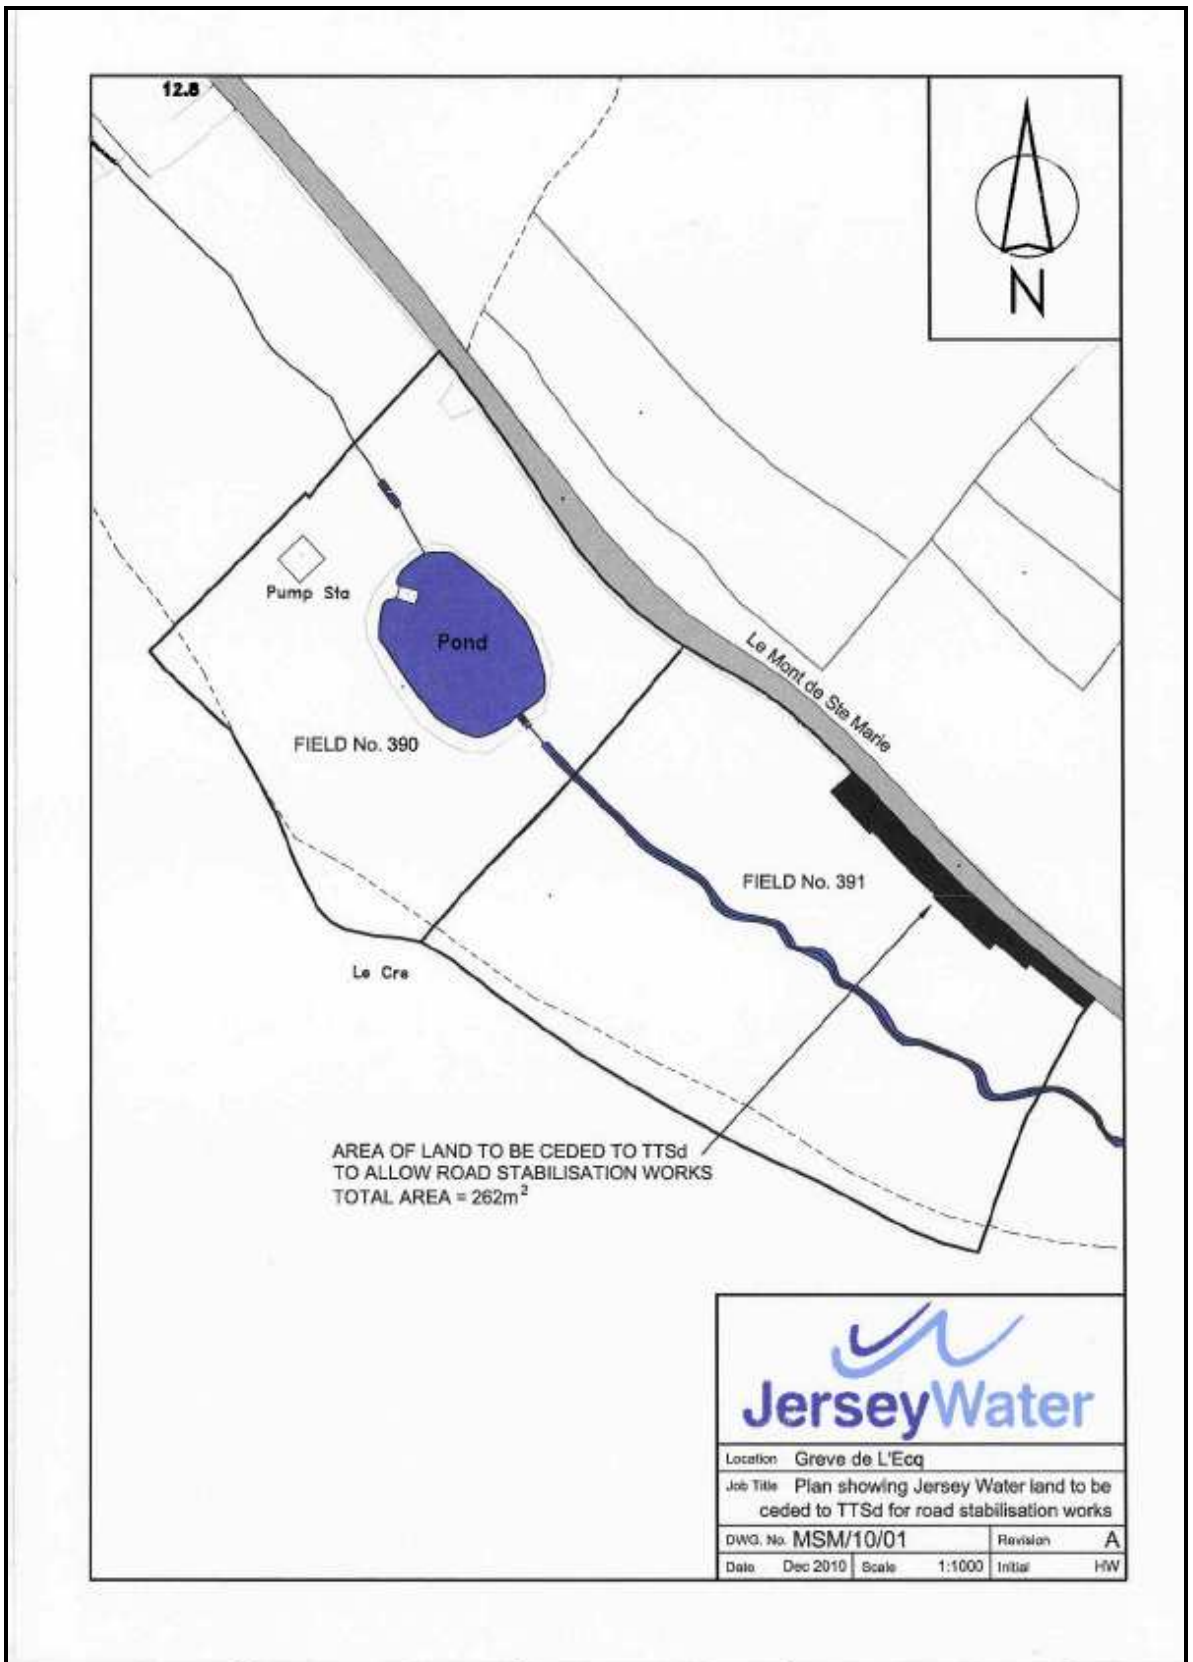 12.8
N
Pump Sta
Pond
Le Mont de Ste Marie
FIELD No. 390
FIELD No. 391
Le Cre
AREA OF LAND TO BE CEDED TO TTSd
TO ALLOW ROAD STABILISATION WORKS
TOTAL AREA = 262m²
JerseyWater
Location Greve de L'Ecq
Job Title Plan showing Jersey Water land to be
ceded to TTSd for road stabilisation works
DWG. No. MSM/10/01 Revision A
Date Dec 2010 Scale 1:1000 Initial HW